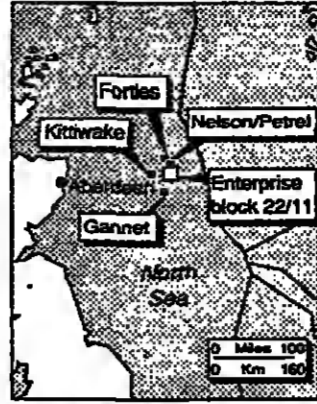 Forties
Nelson/Petrel
Kittiwake
Aberdeen
Enterprise
block 22/11
Gannet
North
Sea
0 Miles 100
0 Km 160